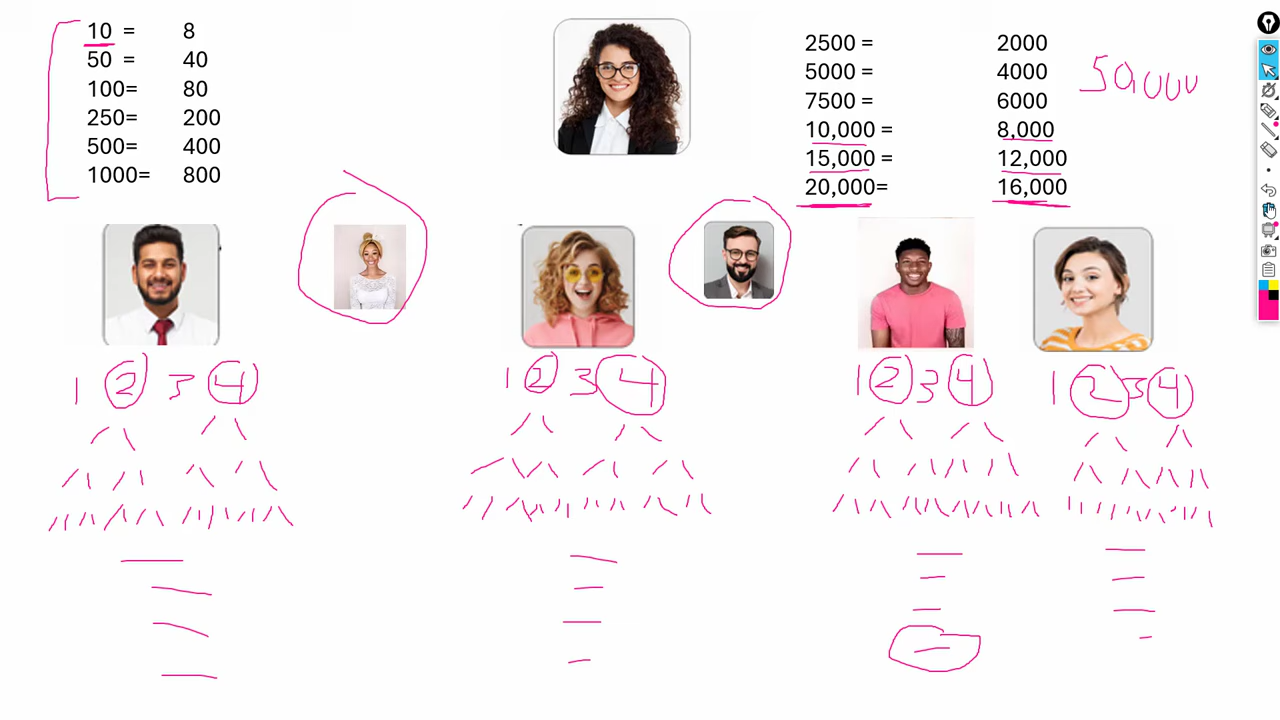 10 = 8
50 = 40
100= 80
250= 200
500= 400
1000= 800
2500 = 2000
5000 = 4000
7500 = 6000
10,000 = 8,000
15,000 = 12,000
20,000= 16,000
50,000
1 2 3 4
1 2 3 4
1 2 3 4
1 2 3 4